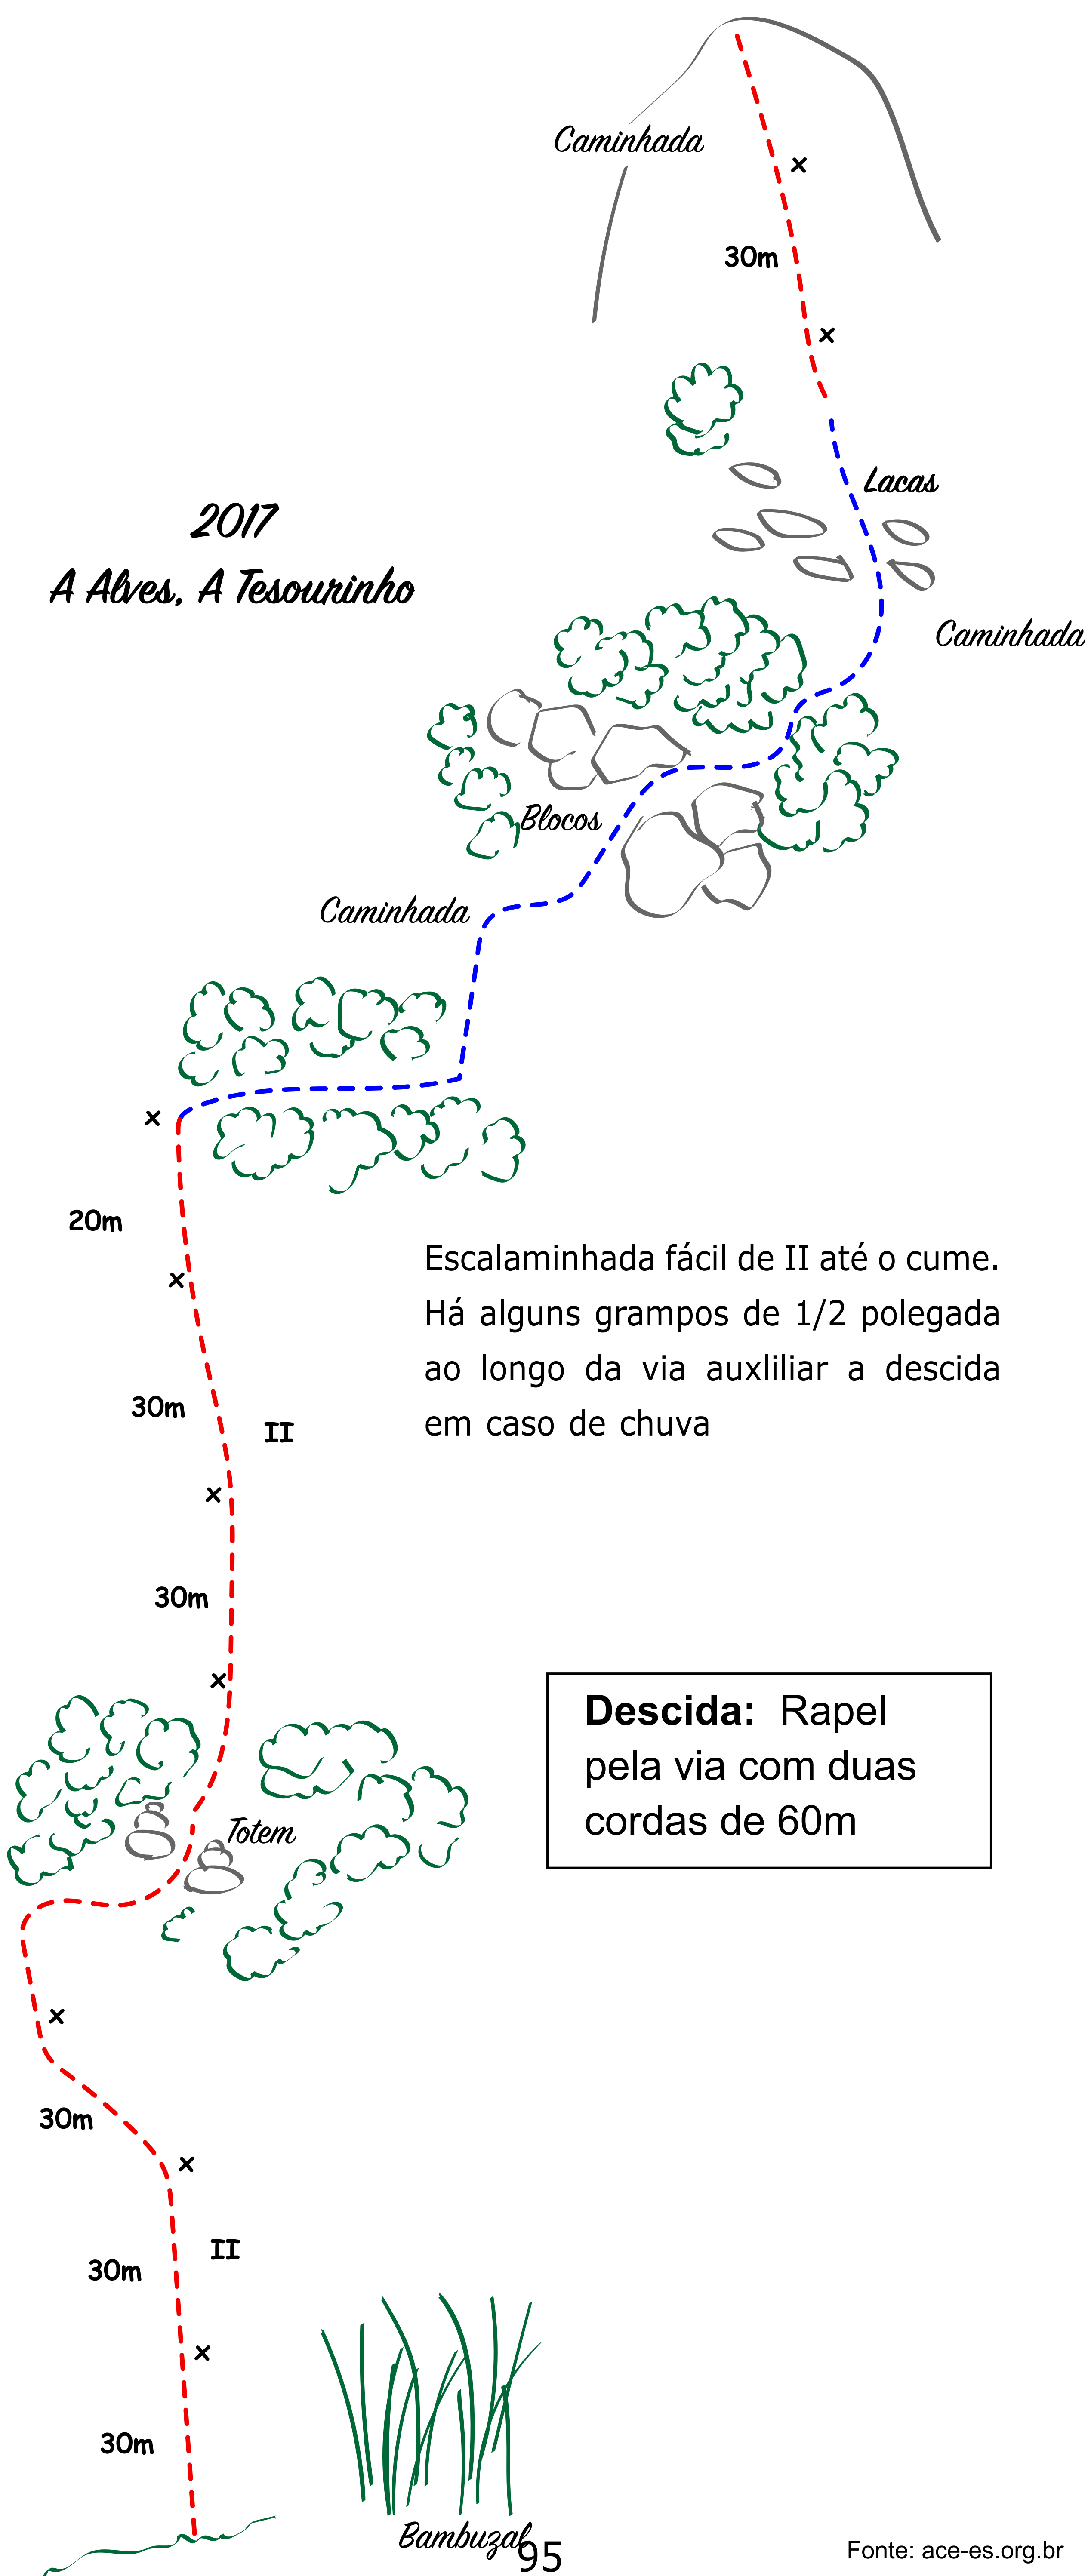 Caminhada
30m
Lacas
2017
A Alves, A Tesourinho
Caminhada
Blocos
Caminhada
20m
Escalaminhada fácil de II até o cume.
Há alguns grampos de 1/2 polegada
ao longo da via auxliliar a descida
em caso de chuva
30m
II
30m
Descida: Rapel
pela via com duas
cordas de 60m
Totem
30m
II
30m
30m
Bambuzal
95
Fonte: ace-es.org.br